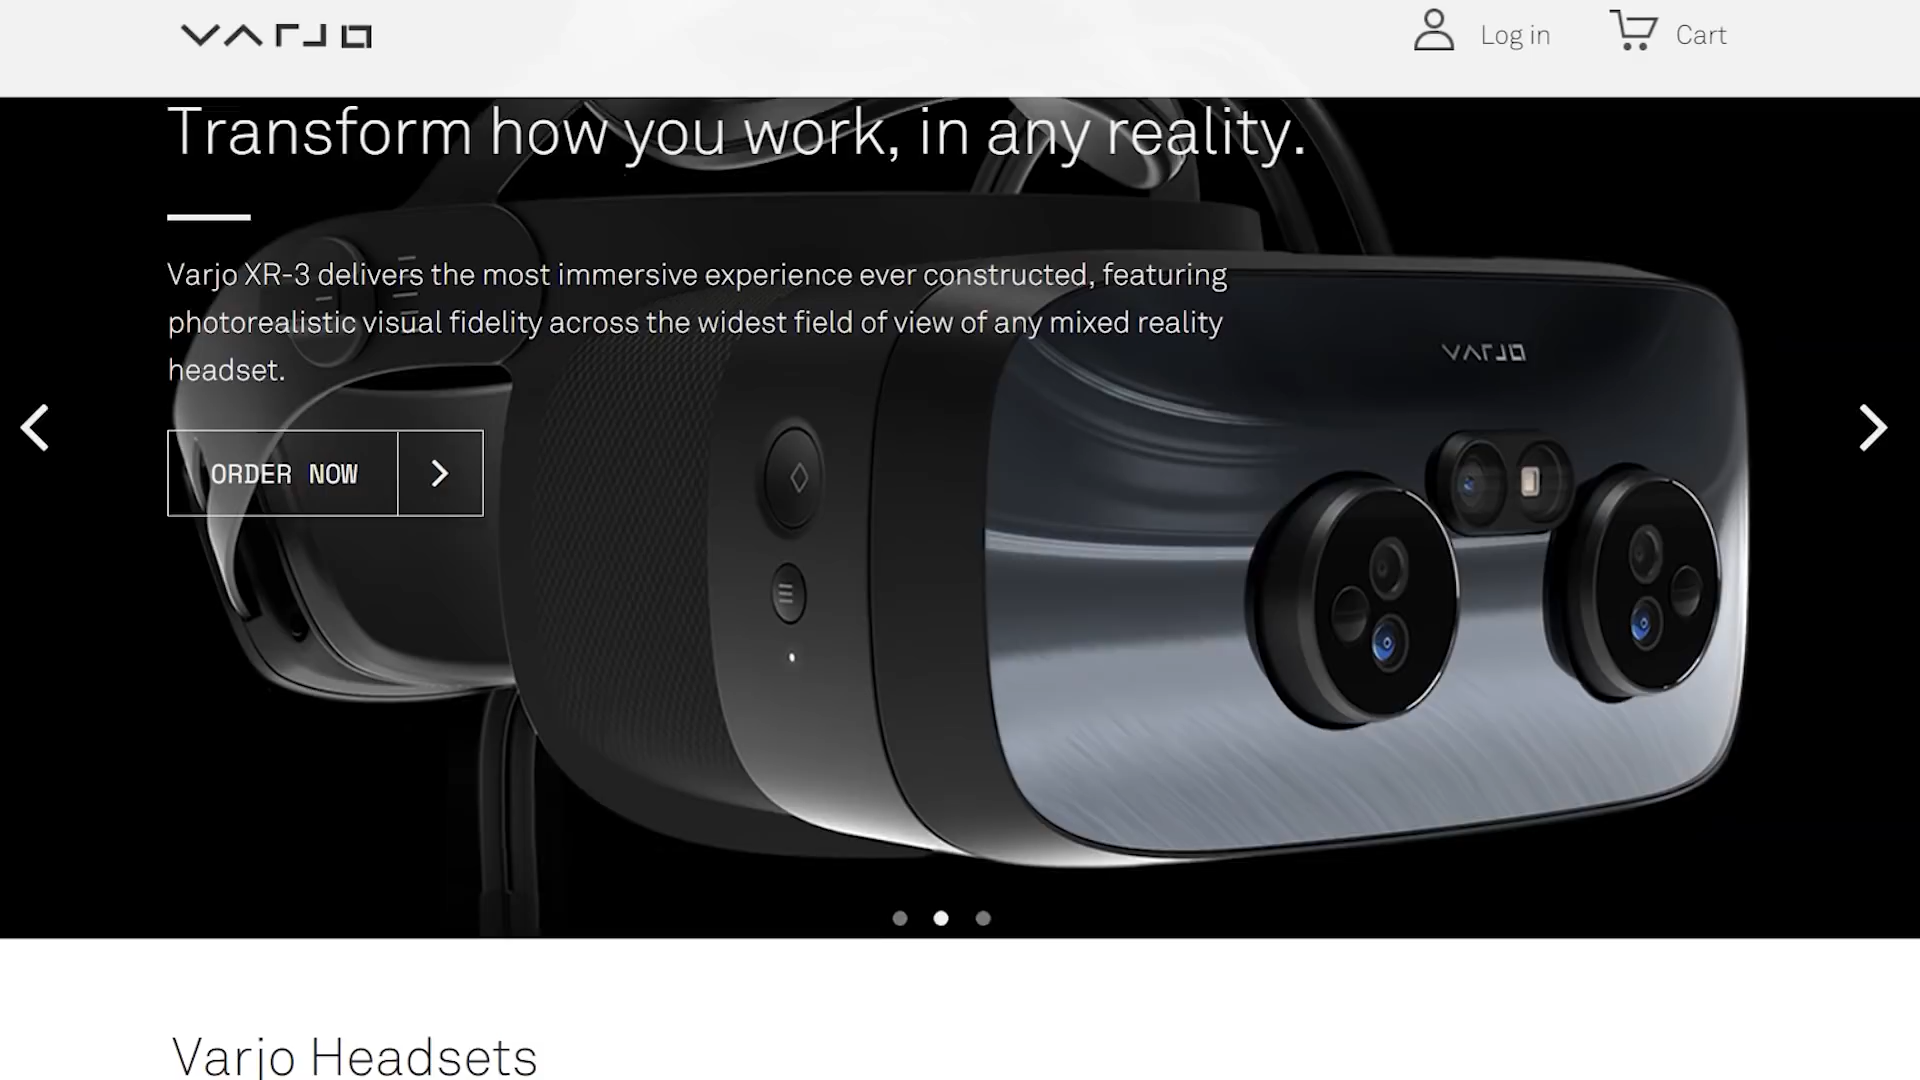 VARJO
Log in
Cart
Transform how you work, in any reality.
Varjo XR-3 delivers the most immersive experience ever constructed, featuring
photorealistic visual fidelity across the widest field of view of any mixed reality
headset.
VARJO
ORDER NOW
Varjo Headsets